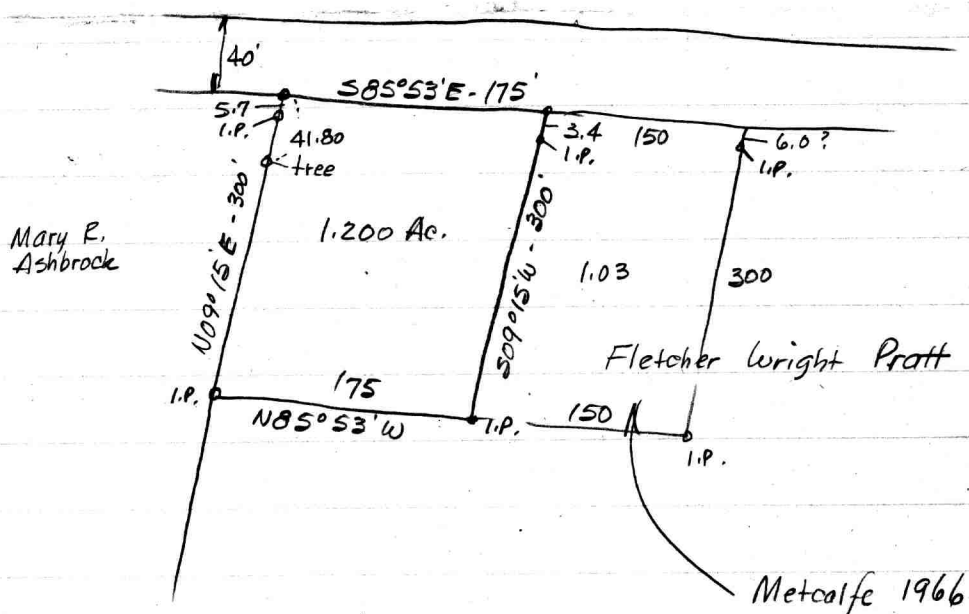 40'
S85°53'E - 175'
5.7
I.P.
41.80
tree
3.4
I.P.
150
6.0?
I.P.
Mary R.
Ashbrock
N09°15'E - 300'
1.200 Ac.
S09°15'W - 300'
1.03
300
Fletcher Wright Pratt
I.P.
175
N85°53'W
I.P.
150
I.P.
Metcalfe 1966